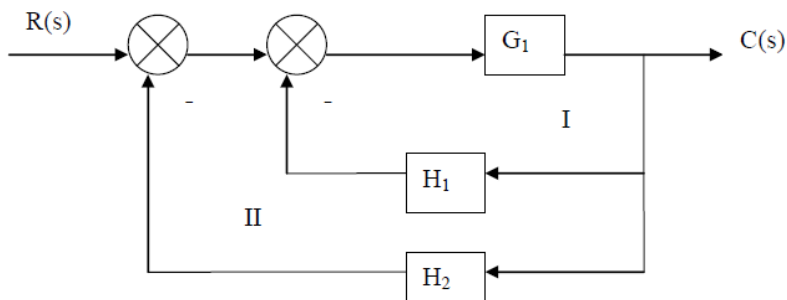 R(s)
G₁
C(s)
-
-
I
H₁
II
H₂